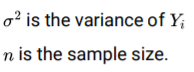 σ² is the variance of Yᵢ
n is the sample size.